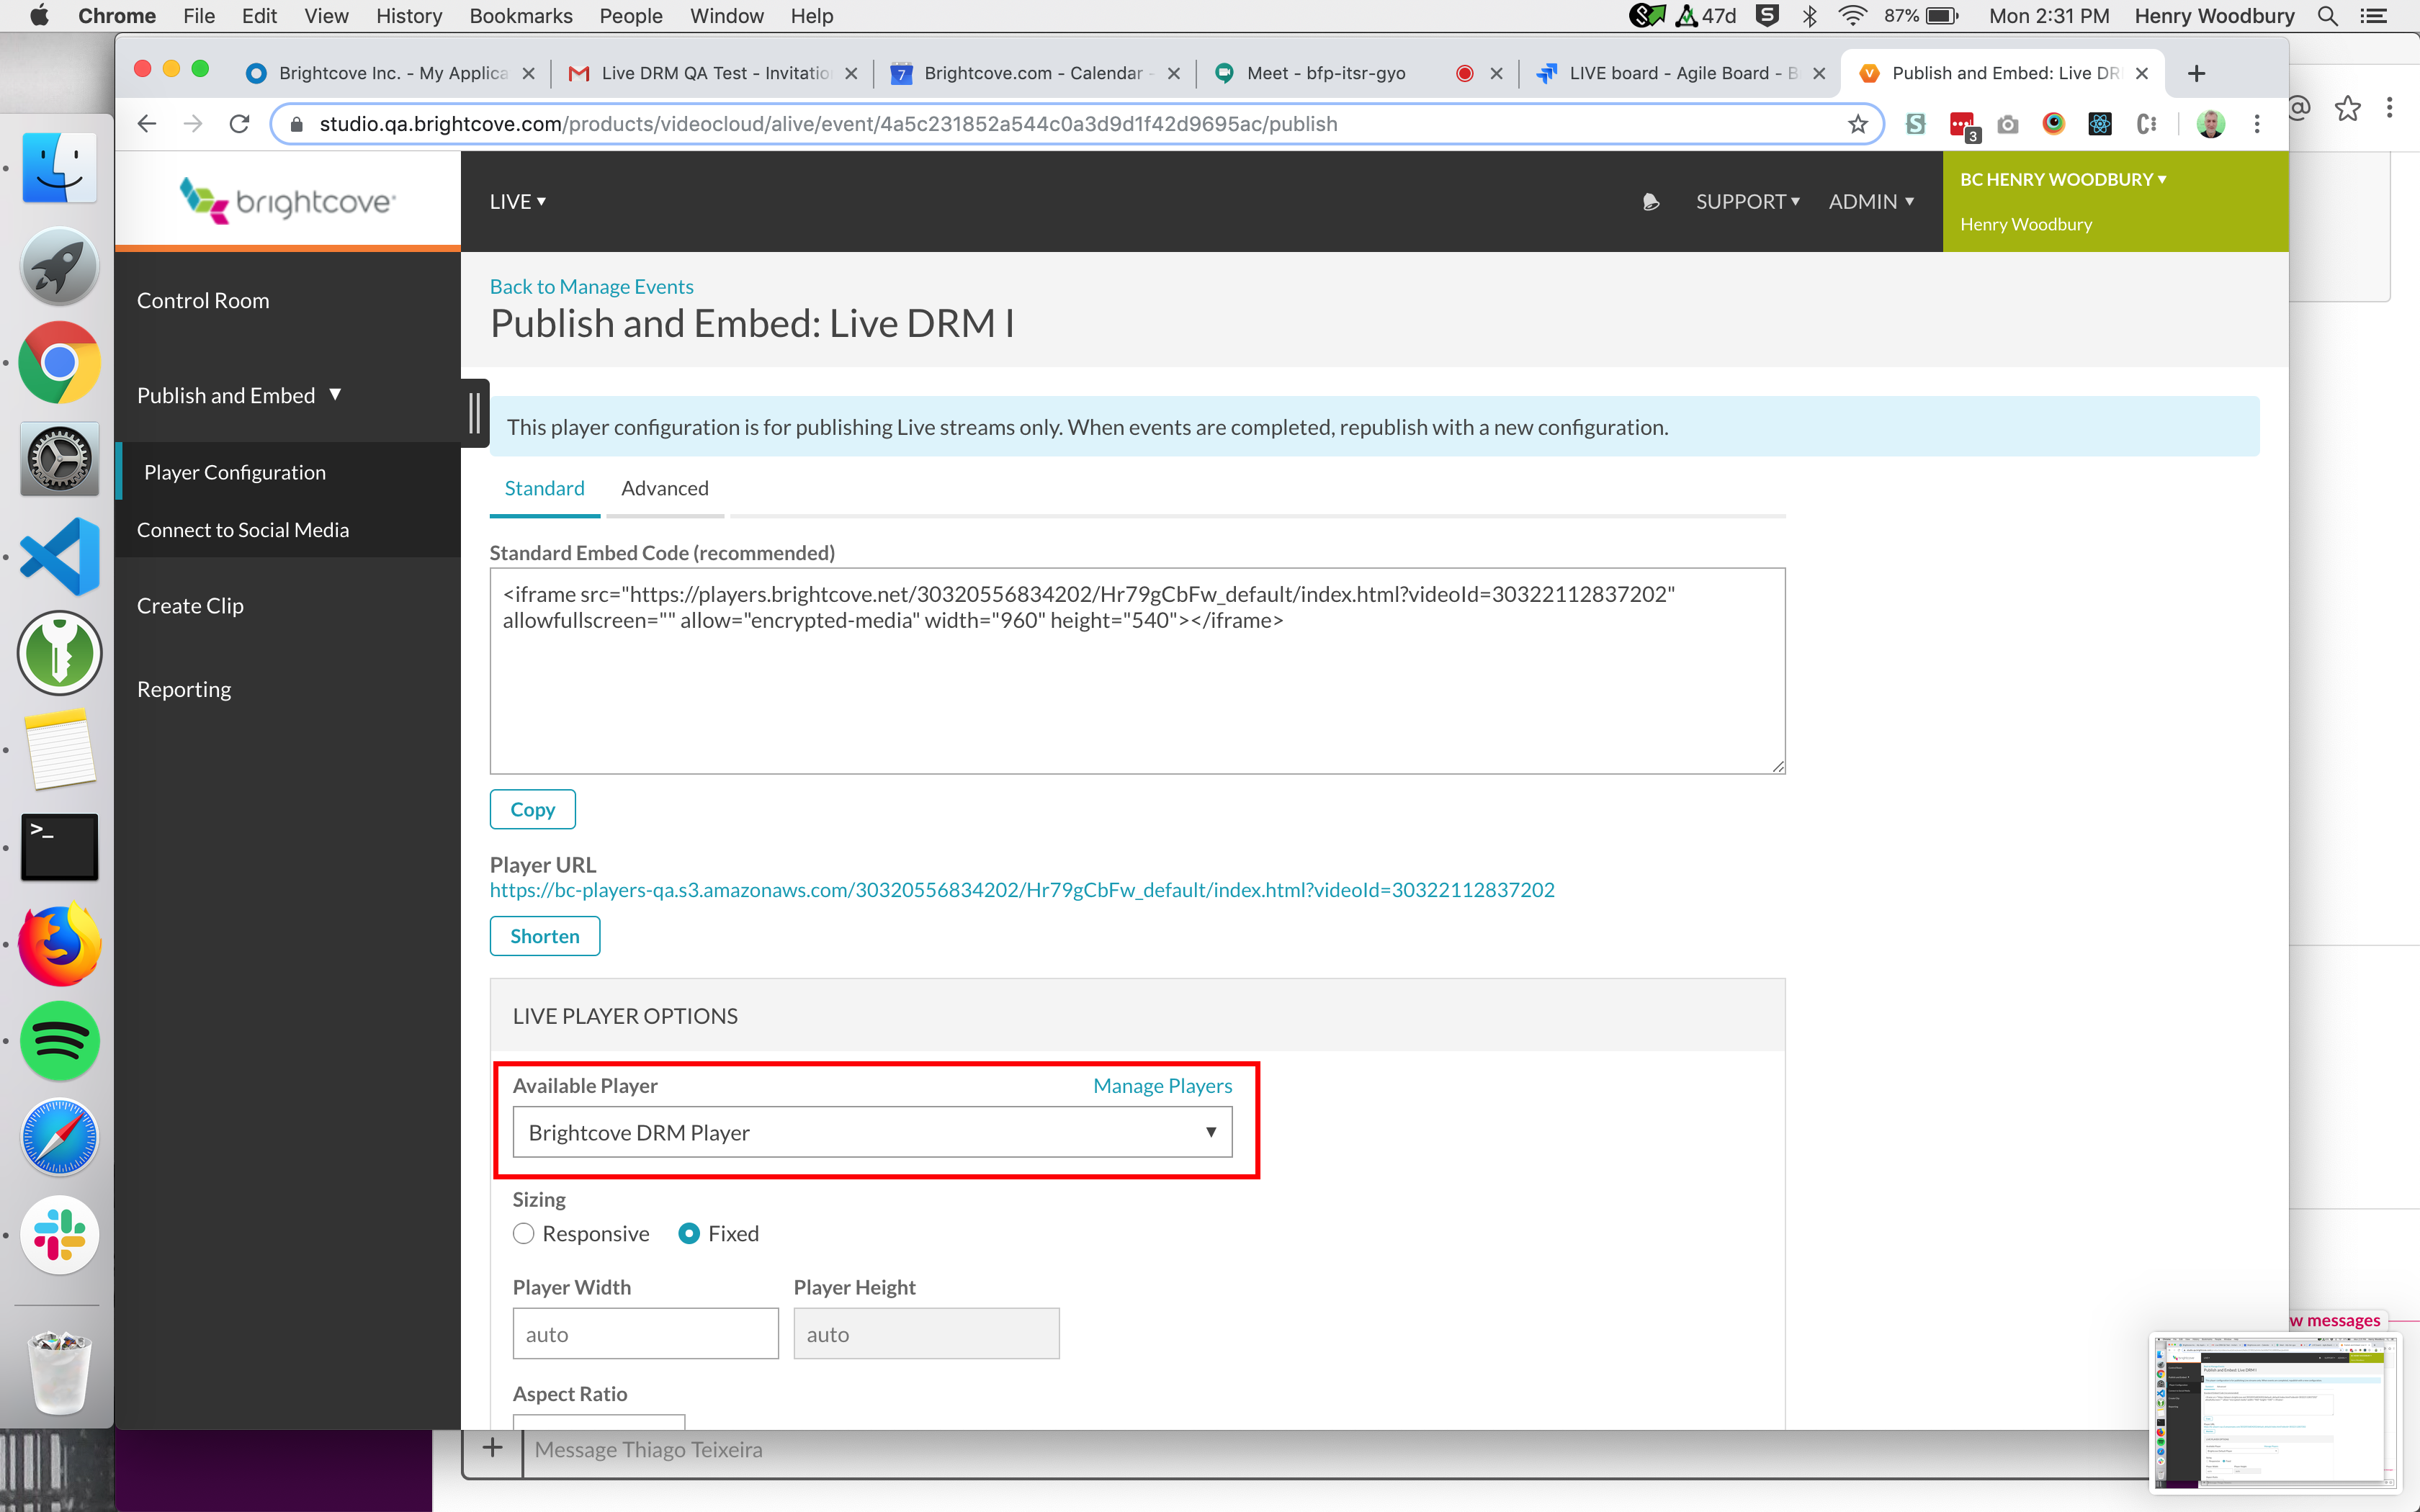 Chrome File Edit View History Bookmarks People Window Help
47d 87% Mon 2:31 PM Henry Woodbury
Brightcove Inc. - My Applica
Live DRM QA Test - Invitatio
7 Brightcove.com - Calendar -
Meet - bfp-itsr-gyo
LIVE board - Agile Board - B
Publish and Embed: Live DR
studio.qa.brightcove.com/products/videocloud/alive/event/4a5c231852a544c0a3d9d1f42d9695ac/publish
3
brightcove
LIVE
SUPPORT
ADMIN
BC HENRY WOODBURY
Henry Woodbury
Control Room
Publish and Embed
Player Configuration
Connect to Social Media
Create Clip
Reporting
Back to Manage Events
Publish and Embed: Live DRM I
This player configuration is for publishing Live streams only. When events are completed, republish with a new configuration.
Standard Advanced
Standard Embed Code (recommended)
<iframe src="https://players.brightcove.net/30320556834202/Hr79gCbFw_default/index.html?videoId=30322112837202"
allowfullscreen="" allow="encrypted-media" width="960" height="540"></iframe>
Copy
Player URL
https://bc-players-qa.s3.amazonaws.com/30320556834202/Hr79gCbFw_default/index.html?videoId=30322112837202
Shorten
LIVE PLAYER OPTIONS
Available Player Manage Players
Brightcove DRM Player
Sizing
Responsive Fixed
Player Width Player Height
auto auto
Aspect Ratio
w messages
Message Thiago Teixeira